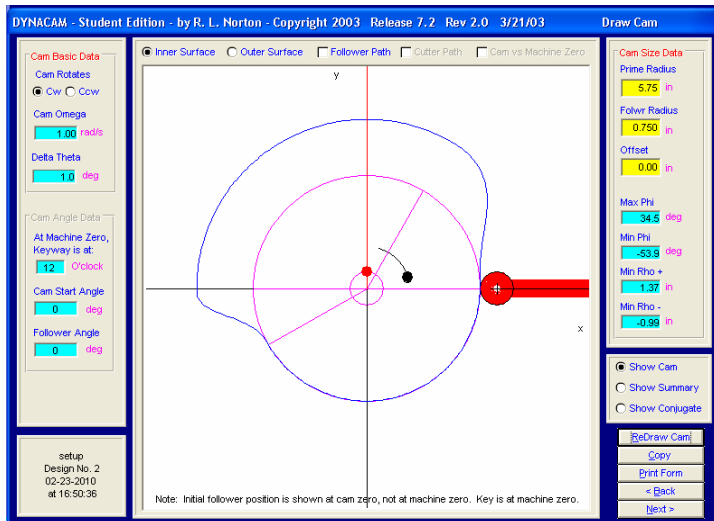 DYNACAM - Student Edition - by R. L. Norton - Copyright 2003 Release 7.2 Rev 2.0 3/21/03 Draw Cam
Cam Basic Data
Cam Rotates
Cw Ccw
Cam Omega
1.00 rad/s
Delta Theta
1.0 deg
Cam Angle Data
At Machine Zero,
Keyway is at:
12 O'clock
Cam Start Angle
0 deg
Follower Angle
0 deg
setup
Design No. 2
02-23-2010
at 16:50:36
Inner Surface Outer Surface Follower Path Cutter Path Cam vs Machine Zero
y
x
Note: Initial follower position is shown at cam zero, not at machine zero. Key is at machine zero.
Cam Size Data
Prime Radius
5.75 in
Folwr Radius
0.750 in
Offset
0.00 in
Max Phi
34.5 deg
Min Phi
-53.9 deg
Min Rho +
1.37 in
Min Rho -
-0.99 in
Show Cam
Show Summary
Show Conjugate
ReDraw Cam
Copy
Print Form
< Back
Next >